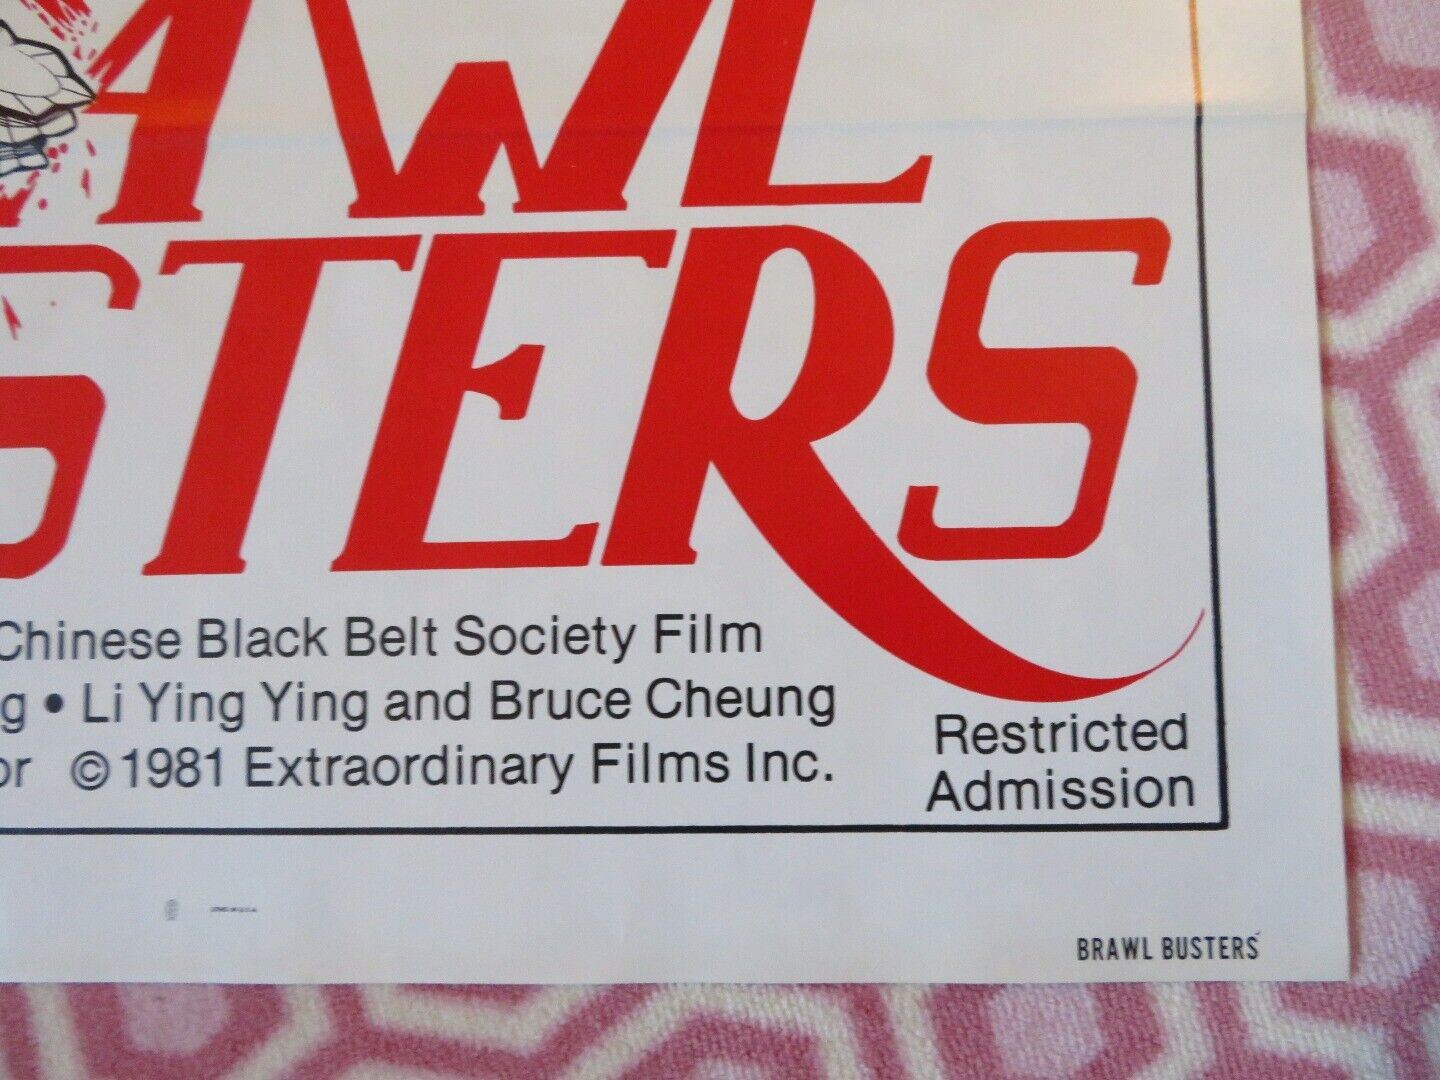 AWL
STERS
Chinese Black Belt Society Film
g • Li Ying Ying and Bruce Cheung
or © 1981 Extraordinary Films Inc.
Restricted
Admission
BRAWL BUSTERS